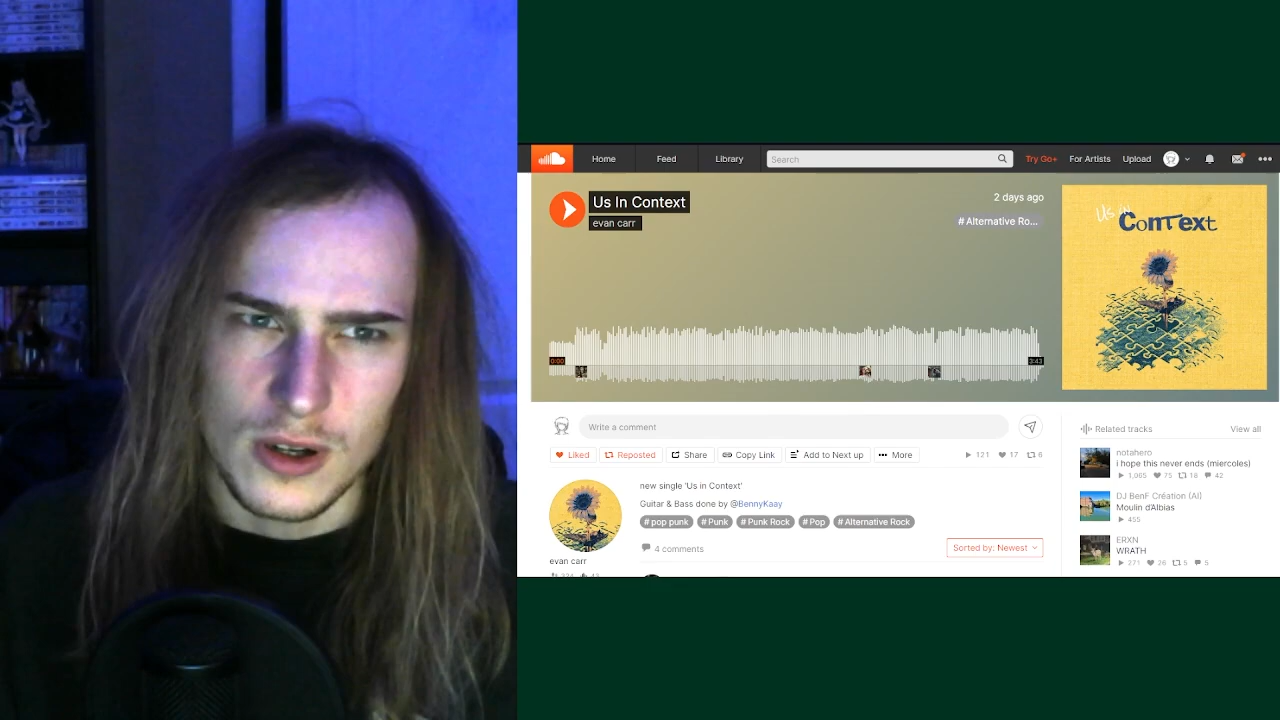 Home
Feed
Library
Search
Try Go+
For Artists
Upload
Us In Context
evan carr
2 days ago
# Alternative Ro...
Us in
Context
0:00
3:43
Write a comment
Liked
Reposted
Share
Copy Link
Add to Next up
More
121
17
6
new single 'Us in Context'
Guitar & Bass done by @BennyKaay
# pop punk
# Punk
# Punk Rock
# Pop
# Alternative Rock
4 comments
Sorted by: Newest
evan carr
Related tracks
View all
notahero
i hope this never ends (miercoles)
75
42
DJ BenF Création (AI)
Moulin d'Albias
455
ERXN
WRATH
271
26
5
5